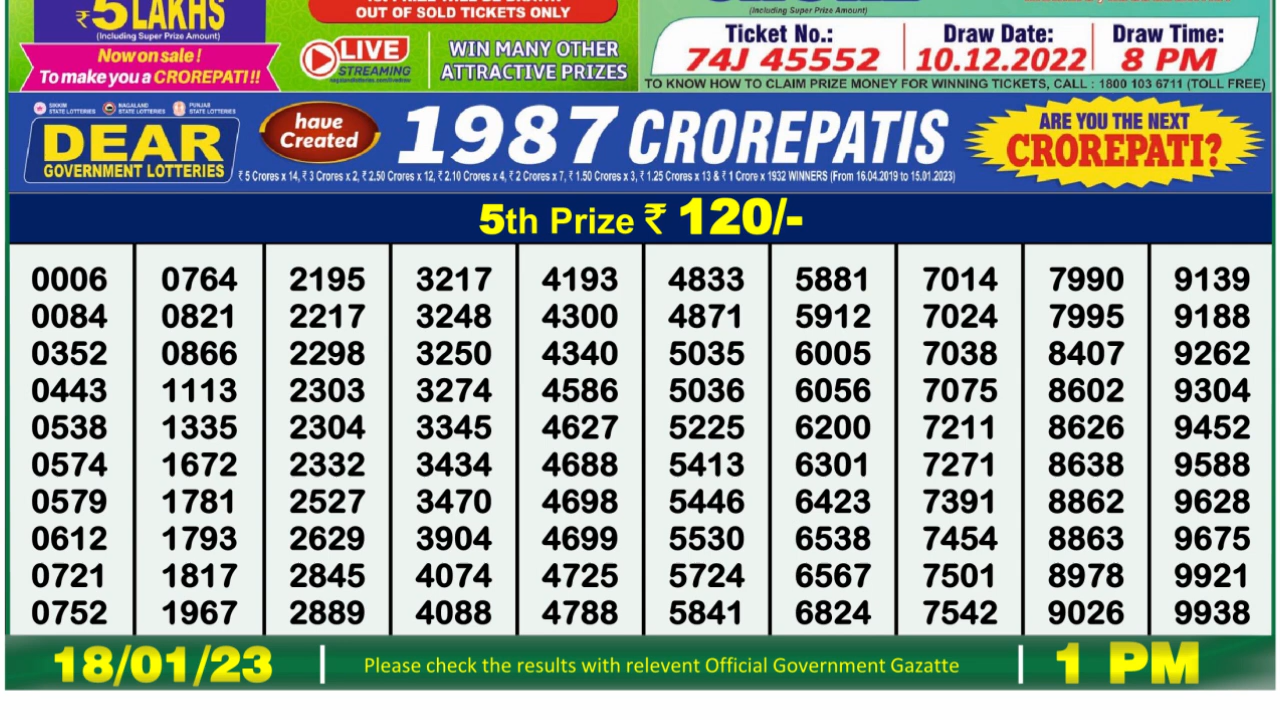 ₹5 LAKHS
(Including Super Prize Amount)
Now on sale !
To make you a CROREPATI !!
OUT OF SOLD TICKETS ONLY
LIVE
STREAMING
WIN MANY OTHER
ATTRACTIVE PRIZES
(Including Super Prize Amount)
Ticket No.:
74J 45552
Draw Date:
10.12.2022
Draw Time:
8 PM
TO KNOW HOW TO CLAIM PRIZE MONEY FOR WINNING TICKETS, CALL : 1800 103 6711 (TOLL FREE)
SIKKIM
STATE LOTTERIES
NAGALAND
STATE LOTTERIES
PUNJAB
STATE LOTTERIES
DEAR
GOVERNMENT LOTTERIES
have
Created
1987 CROREPATIS
₹ 5 Crores x 14, ₹ 3 Crores x 2, ₹ 2.50 Crores x 12, ₹ 2.10 Crores x 4, ₹ 2 Crores x 7, ₹ 1.50 Crores x 3, ₹ 1.25 Crores x 13 & ₹ 1 Crore x 1932 WINNERS (From 16.04.2019 to 15.01.2023)
ARE YOU THE NEXT
CROREPATI?
5th Prize ₹ 120/-
0006 0764 2195 3217 4193 4833 5881 7014 7990 9139
0084 0821 2217 3248 4300 4871 5912 7024 7995 9188
0352 0866 2298 3250 4340 5035 6005 7038 8407 9262
0443 1113 2303 3274 4586 5036 6056 7075 8602 9304
0538 1335 2304 3345 4627 5225 6200 7211 8626 9452
0574 1672 2332 3434 4688 5413 6301 7271 8638 9588
0579 1781 2527 3470 4698 5446 6423 7391 8862 9628
0612 1793 2629 3904 4699 5530 6538 7454 8863 9675
0721 1817 2845 4074 4725 5724 6567 7501 8978 9921
0752 1967 2889 4088 4788 5841 6824 7542 9026 9938
18/01/23
Please check the results with relevent Official Government Gazatte
1 PM